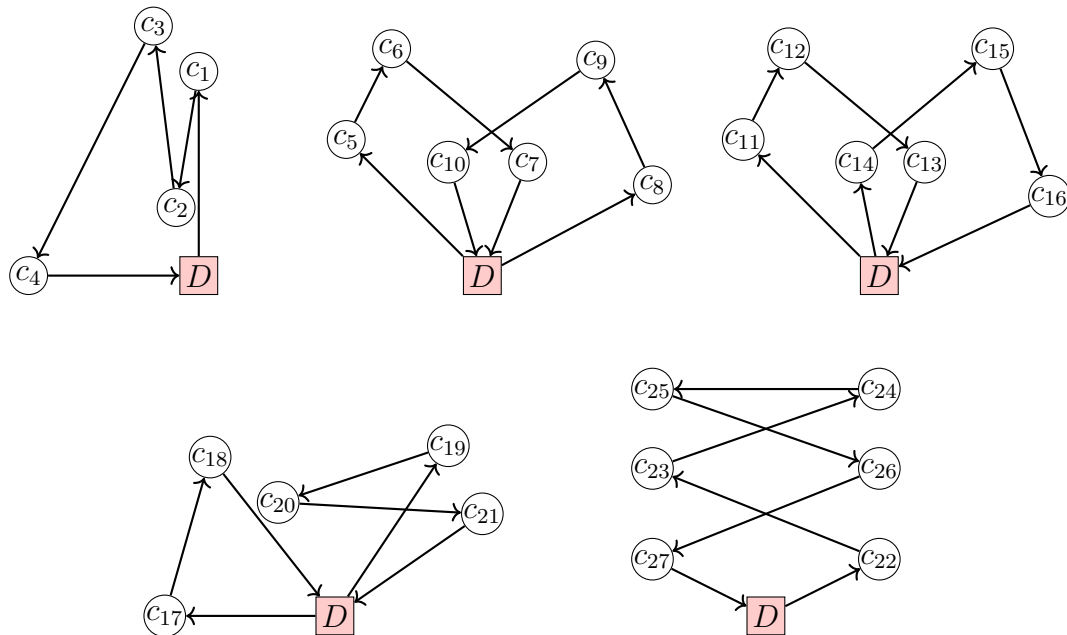 c₃
c₁
c₂
c₄
D
c₆
c₉
c₅
c₁₀
c₇
c₈
D
c₁₂
c₁₅
c₁₁
c₁₄
c₁₃
c₁₆
D
c₁₈
c₁₉
c₂₀
c₂₁
c₁₇
D
c₂₅
c₂₄
c₂₃
c₂₆
c₂₇
c₂₂
D